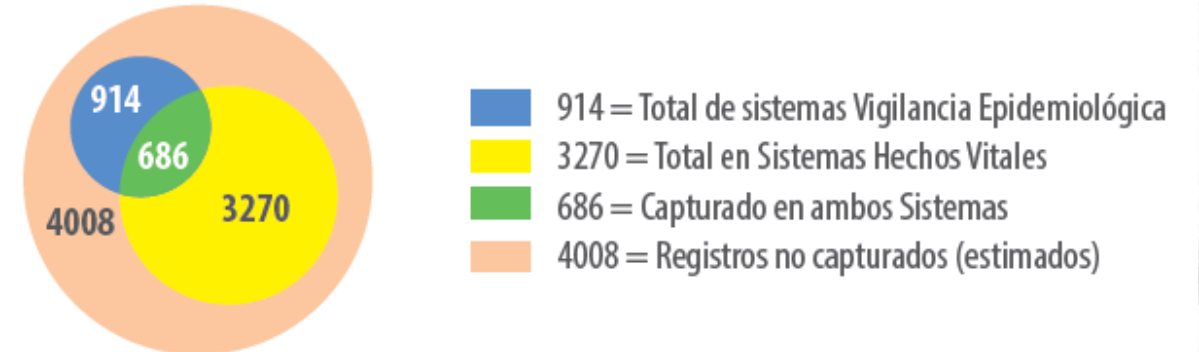 914
686
4008
3270
914 = Total de sistemas Vigilancia Epidemiológica
3270 = Total en Sistemas Hechos Vitales
686 = Capturado en ambos Sistemas
4008 = Registros no capturados (estimados)